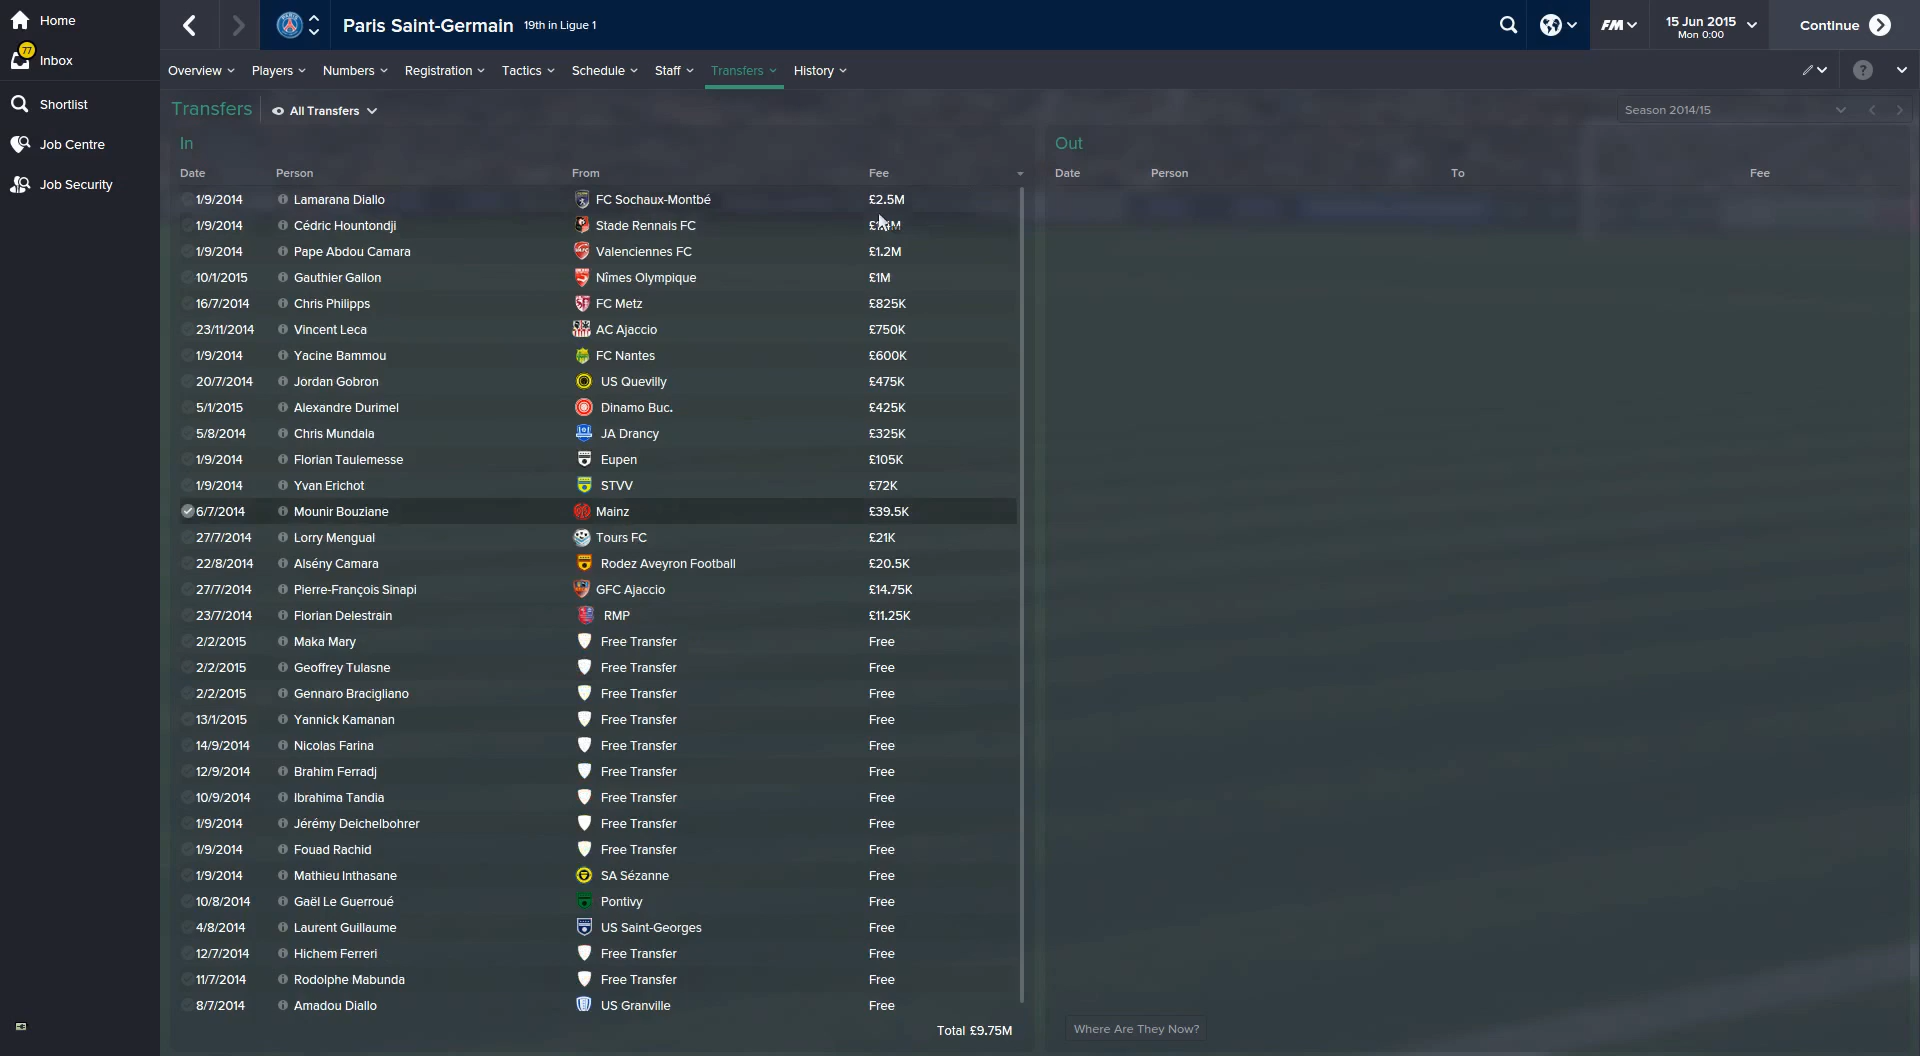 Home
77
Inbox
Shortlist
Job Centre
Job Security
Paris Saint-Germain 19th in Ligue 1
FM
15 Jun 2015
Mon 0:00
Continue
Overview Players Numbers Registration Tactics Schedule Staff Transfers History
?
Transfers All Transfers
Season 2014/15
In
Date Person From Fee
1/9/2014 Lamarana Diallo FC Sochaux-Montbé £2.5M
1/9/2014 Cédric Hountondji Stade Rennais FC
1/9/2014 Pape Abdou Camara Valenciennes FC £1.2M
10/1/2015 Gauthier Gallon Nîmes Olympique £1M
16/7/2014 Chris Philipps FC Metz £825K
23/11/2014 Vincent Leca AC Ajaccio £750K
1/9/2014 Yacine Bammou FC Nantes £600K
20/7/2014 Jordan Gobron US Quevilly £475K
5/1/2015 Alexandre Durimel Dinamo Buc. £425K
5/8/2014 Chris Mundala JA Drancy £325K
1/9/2014 Florian Taulemesse Eupen £105K
1/9/2014 Yvan Erichot STVV £72K
6/7/2014 Mounir Bouziane Mainz £39.5K
27/7/2014 Lorry Mengual Tours FC £21K
22/8/2014 Alsény Camara Rodez Aveyron Football £20.5K
27/7/2014 Pierre-François Sinapi GFC Ajaccio £14.75K
23/7/2014 Florian Delestrain RMP £11.25K
2/2/2015 Maka Mary Free Transfer Free
2/2/2015 Geoffrey Tulasne Free Transfer Free
2/2/2015 Gennaro Bracigliano Free Transfer Free
13/1/2015 Yannick Kamanan Free Transfer Free
14/9/2014 Nicolas Farina Free Transfer Free
12/9/2014 Brahim Ferradj Free Transfer Free
10/9/2014 Ibrahima Tandia Free Transfer Free
1/9/2014 Jérémy Deichelbohrer Free Transfer Free
1/9/2014 Fouad Rachid Free Transfer Free
1/9/2014 Mathieu Inthasane SA Sézanne Free
10/8/2014 Gaël Le Guerroué Pontivy Free
4/8/2014 Laurent Guillaume US Saint-Georges Free
12/7/2014 Hichem Ferreri Free Transfer Free
11/7/2014 Rodolphe Mabunda Free Transfer Free
8/7/2014 Amadou Diallo US Granville Free
Total £9.75M
Out
Date Person To Fee
Where Are They Now?